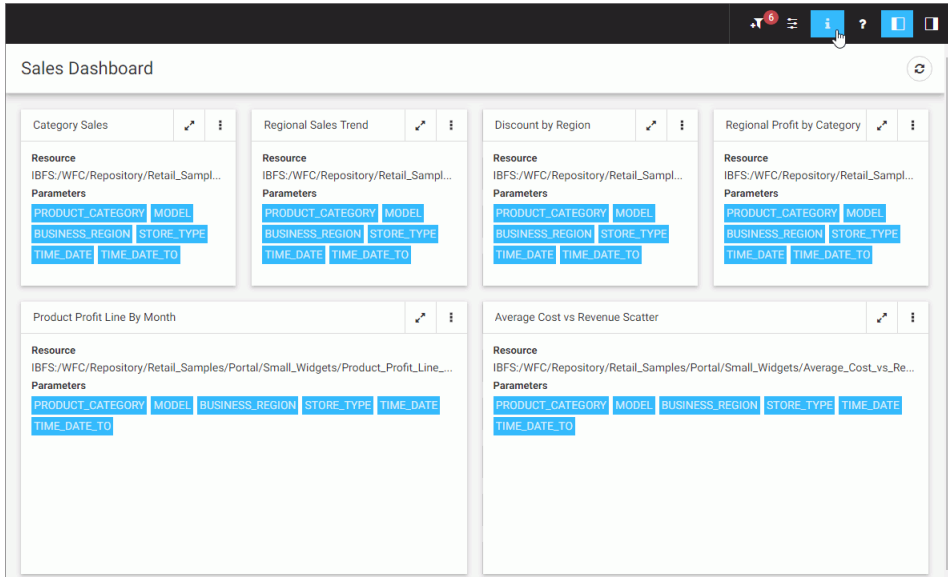 6
i
?
Sales Dashboard
Category Sales
Resource
IBFS:/WFC/Repository/Retail_Sampl...
Parameters
PRODUCT_CATEGORY MODEL
BUSINESS_REGION STORE_TYPE
TIME_DATE TIME_DATE_TO
Regional Sales Trend
Resource
IBFS:/WFC/Repository/Retail_Sampl...
Parameters
PRODUCT_CATEGORY MODEL
BUSINESS_REGION STORE_TYPE
TIME_DATE TIME_DATE_TO
Discount by Region
Resource
IBFS:/WFC/Repository/Retail_Sampl...
Parameters
PRODUCT_CATEGORY MODEL
BUSINESS_REGION STORE_TYPE
TIME_DATE TIME_DATE_TO
Regional Profit by Category
Resource
IBFS:/WFC/Repository/Retail_Sampl...
Parameters
PRODUCT_CATEGORY MODEL
BUSINESS_REGION STORE_TYPE
TIME_DATE TIME_DATE_TO
Product Profit Line By Month
Resource
IBFS:/WFC/Repository/Retail_Samples/Portal/Small_Widgets/Product_Profit_Line_...
Parameters
PRODUCT_CATEGORY MODEL BUSINESS_REGION STORE_TYPE TIME_DATE
TIME_DATE_TO
Average Cost vs Revenue Scatter
Resource
IBFS:/WFC/Repository/Retail_Samples/Portal/Small_Widgets/Average_Cost_vs_Re...
Parameters
PRODUCT_CATEGORY MODEL BUSINESS_REGION STORE_TYPE TIME_DATE
TIME_DATE_TO